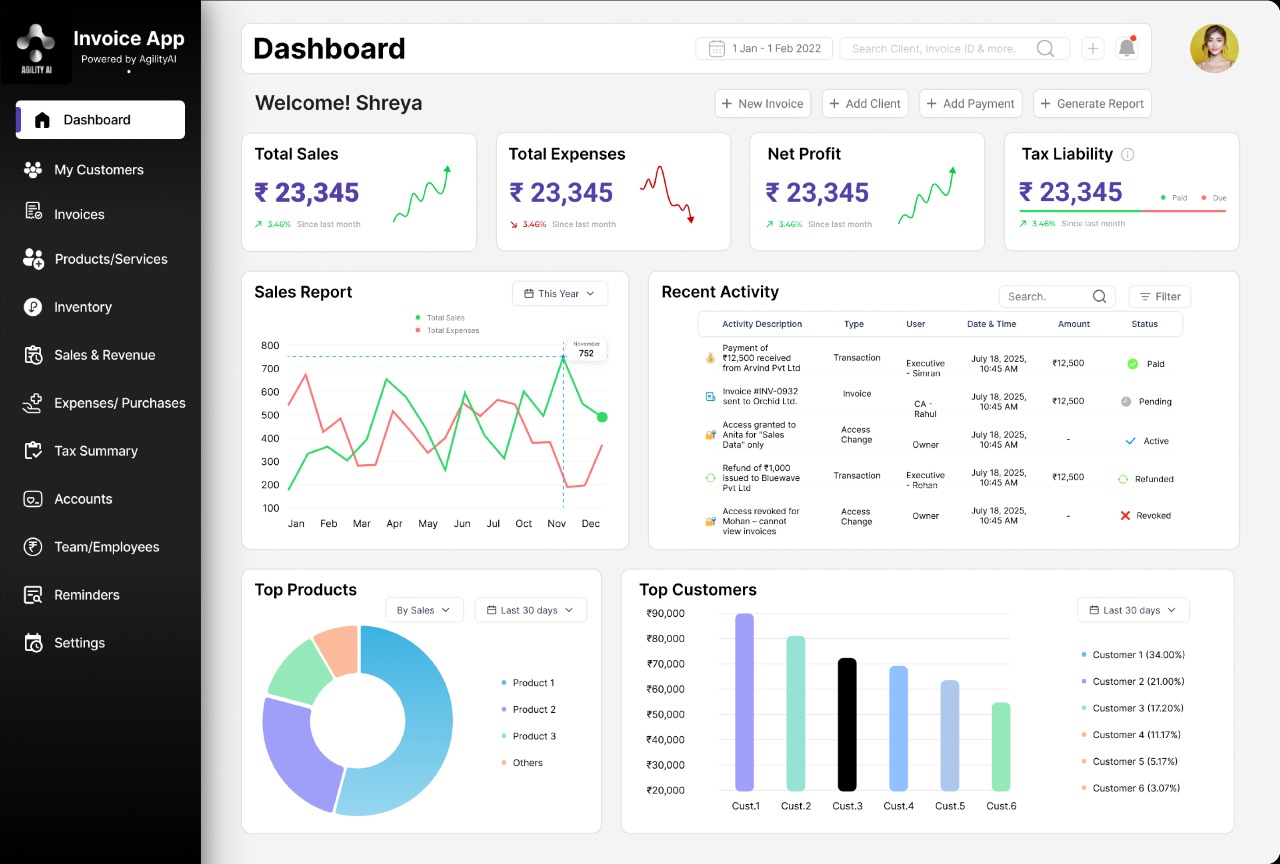 AGILITY AI
Invoice App
Powered by AgilityAI
Dashboard
My Customers
Invoices
Products/Services
Inventory
Sales & Revenue
Expenses/ Purchases
Tax Summary
Accounts
Team/Employees
Reminders
Settings
Dashboard
1 Jan - 1 Feb 2022
Search Client, Invoice ID & more.
Welcome! Shreya
+ New Invoice
+ Add Client
+ Add Payment
+ Generate Report
Total Sales
₹ 23,345
3.46% Since last month
Total Expenses
₹ 23,345
3.46% Since last month
Net Profit
₹ 23,345
3.46% Since last month
Tax Liability
₹ 23,345
Paid Due
3.46% Since last month
Sales Report
This Year
Total Sales
Total Expenses
November
752
800
700
600
500
400
300
200
100
Jan Feb Mar Apr May Jun Jul Oct Nov Dec
Recent Activity
Search.
Filter
Activity Description Type User Date & Time Amount Status
Payment of
₹12,500 received
from Arvind Pvt Ltd
Transaction
Executive
- Simran
July 18, 2025,
10:45 AM
₹12,500
Paid
Invoice #INV-0932
sent to Orchid Ltd.
Invoice
CA -
Rahul
July 18, 2025,
10:45 AM
₹12,500
Pending
Access granted to
Anita for "Sales
Data" only
Access
Change
Owner
July 18, 2025,
10:45 AM
-
Active
Refund of ₹1,000
Issued to Bluewave
Pvt Ltd
Transaction
Executive
- Rohan
July 18, 2025,
10:45 AM
₹12,500
Refunded
Access revoked for
Mohan – cannot
view invoices
Access
Change
Owner
July 18, 2025,
10:45 AM
-
Revoked
Top Products
By Sales
Last 30 days
Product 1
Product 2
Product 3
Others
Top Customers
Last 30 days
₹90,000
₹80,000
₹70,000
₹60,000
₹50,000
₹40,000
₹30,000
₹20,000
Cust.1 Cust.2 Cust.3 Cust.4 Cust.5 Cust.6
Customer 1 (34.00%)
Customer 2 (21.00%)
Customer 3 (17.20%)
Customer 4 (11.17%)
Customer 5 (5.17%)
Customer 6 (3.07%)